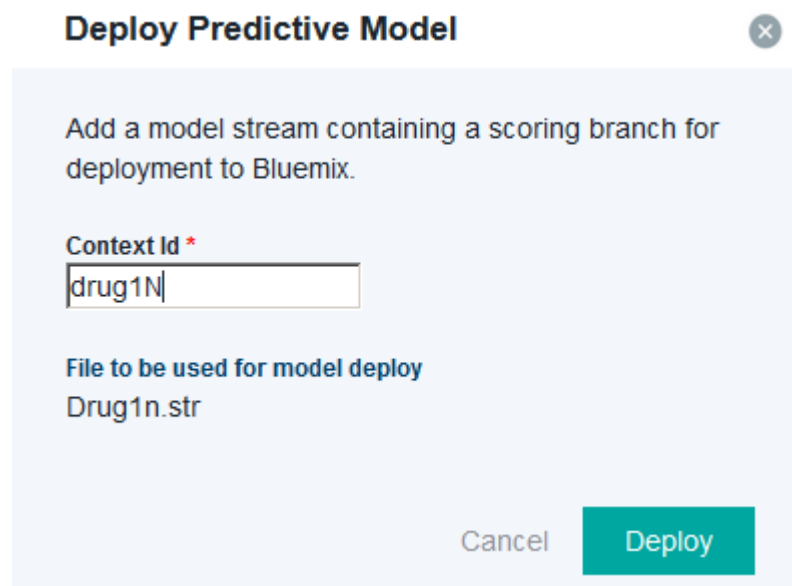 Deploy Predictive Model
Add a model stream containing a scoring branch for
deployment to Bluemix.
Context Id *
drug1N
File to be used for model deploy
Drug1n.str
Cancel
Deploy